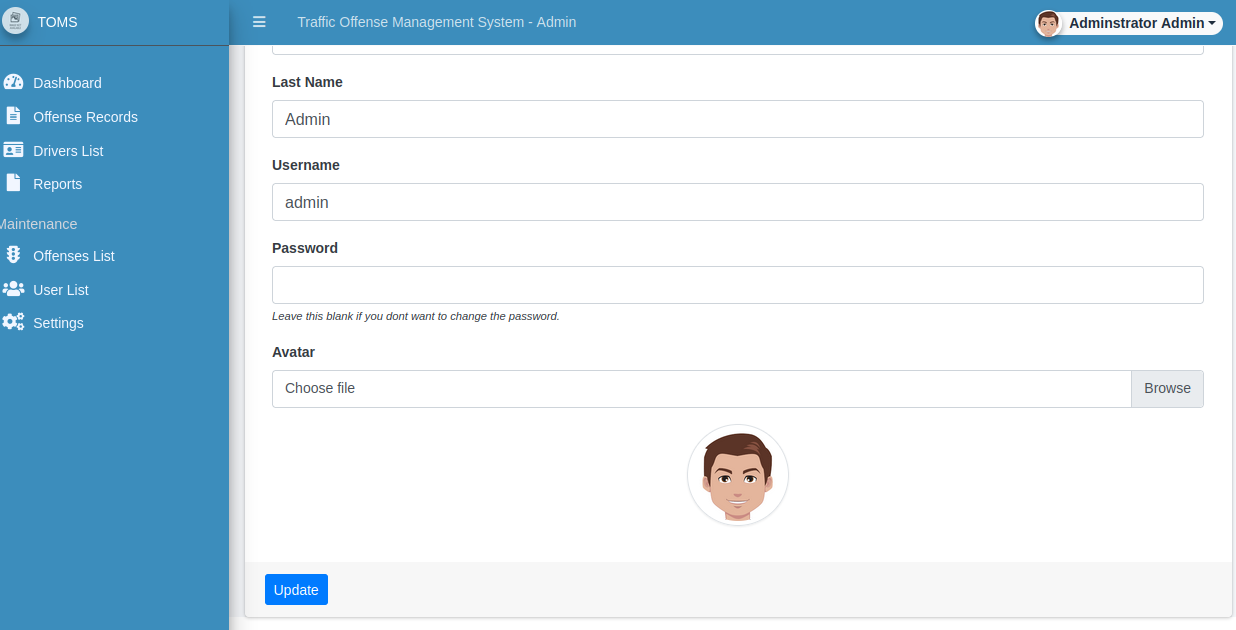 TOMS
Traffic Offense Management System - Admin
Adminstrator Admin
Dashboard
Offense Records
Drivers List
Reports
Maintenance
Offenses List
User List
Settings
Last Name
Admin
Username
admin
Password
Leave this blank if you dont want to change the password.
Avatar
Choose file
Browse
Update